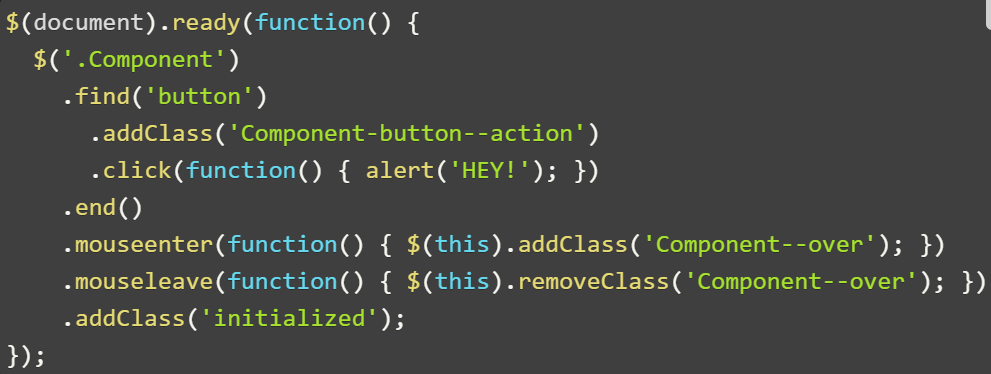 $(document).ready(function() {
  $('.Component')
    .find('button')
      .addClass('Component-button--action')
      .click(function() { alert('HEY!'); })
    .end()
    .mouseenter(function() { $(this).addClass('Component--over'); })
    .mouseleave(function() { $(this).removeClass('Component--over'); })
    .addClass('initialized');
});